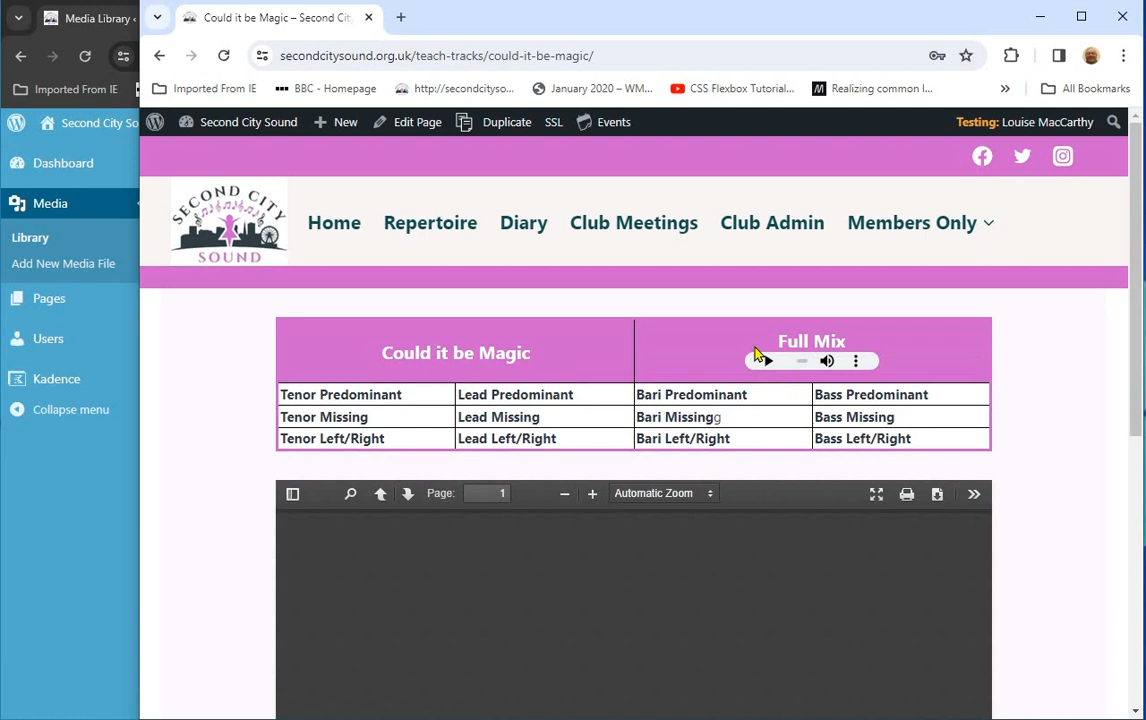 Media Library ‹
Could it be Magic – Second City
secondcitysound.org.uk/teach-tracks/could-it-be-magic/
Imported From IE
Imported From IE
BBC - Homepage
http://secondcityso...
January 2020 – WM...
CSS Flexbox Tutorial...
Realizing common l...
»
All Bookmarks
Second City So
Second City Sound
New
Edit Page
Duplicate
SSL
Events
Testing: Louise MacCarthy
Dashboard
Media
Library
Add New Media File
Pages
Users
Kadence
Collapse menu
SECOND CITY
SOUND
Home
Repertoire
Diary
Club Meetings
Club Admin
Members Only
Could it be Magic
Full Mix
Tenor Predominant
Lead Predominant
Bari Predominant
Bass Predominant
Tenor Missing
Lead Missing
Bari Missingg
Bass Missing
Tenor Left/Right
Lead Left/Right
Bari Left/Right
Bass Left/Right
Page: 1
Automatic Zoom